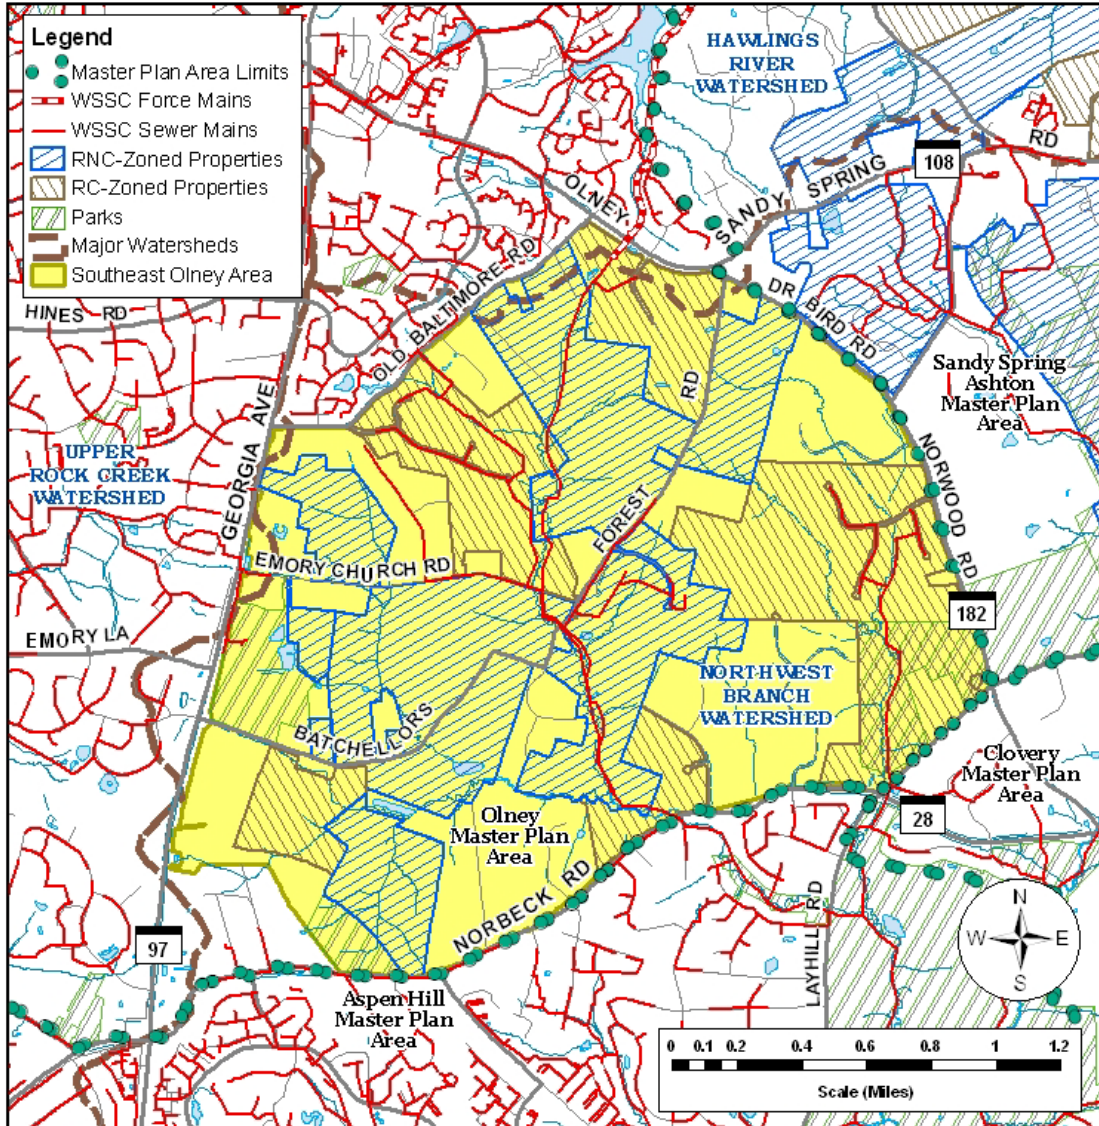 Legend
Master Plan Area Limits
WSSC Force Mains
WSSC Sewer Mains
RNC-Zoned Properties
RC-Zoned Properties
Parks
Major Watersheds
Southeast Olney Area
HAWLINGS
RIVER
WATERSHED
RD
108
OLNEY
SANDY SPRING
HINES RD
OLD BALTIMORE RD
DR BIRD RD
Sandy Spring
Ashton
Master Plan
Area
GEORGIA AVE
RD
UPPER
ROCK CREEK
WATERSHED
NORWOOD RD
FOREST
EMORY CHURCH RD
182
EMORY LA
NORTHWEST
BRANCH
WATERSHED
BATCHELLOR'S
Clovery
Master Plan
Area
Olney
Master Plan
Area
28
NORBECK RD
LAYHILL RD
97
N
W
E
S
Aspen Hill
Master Plan
Area
0 0.1 0.2 0.4 0.6 0.8 1 1.2
Scale (Miles)